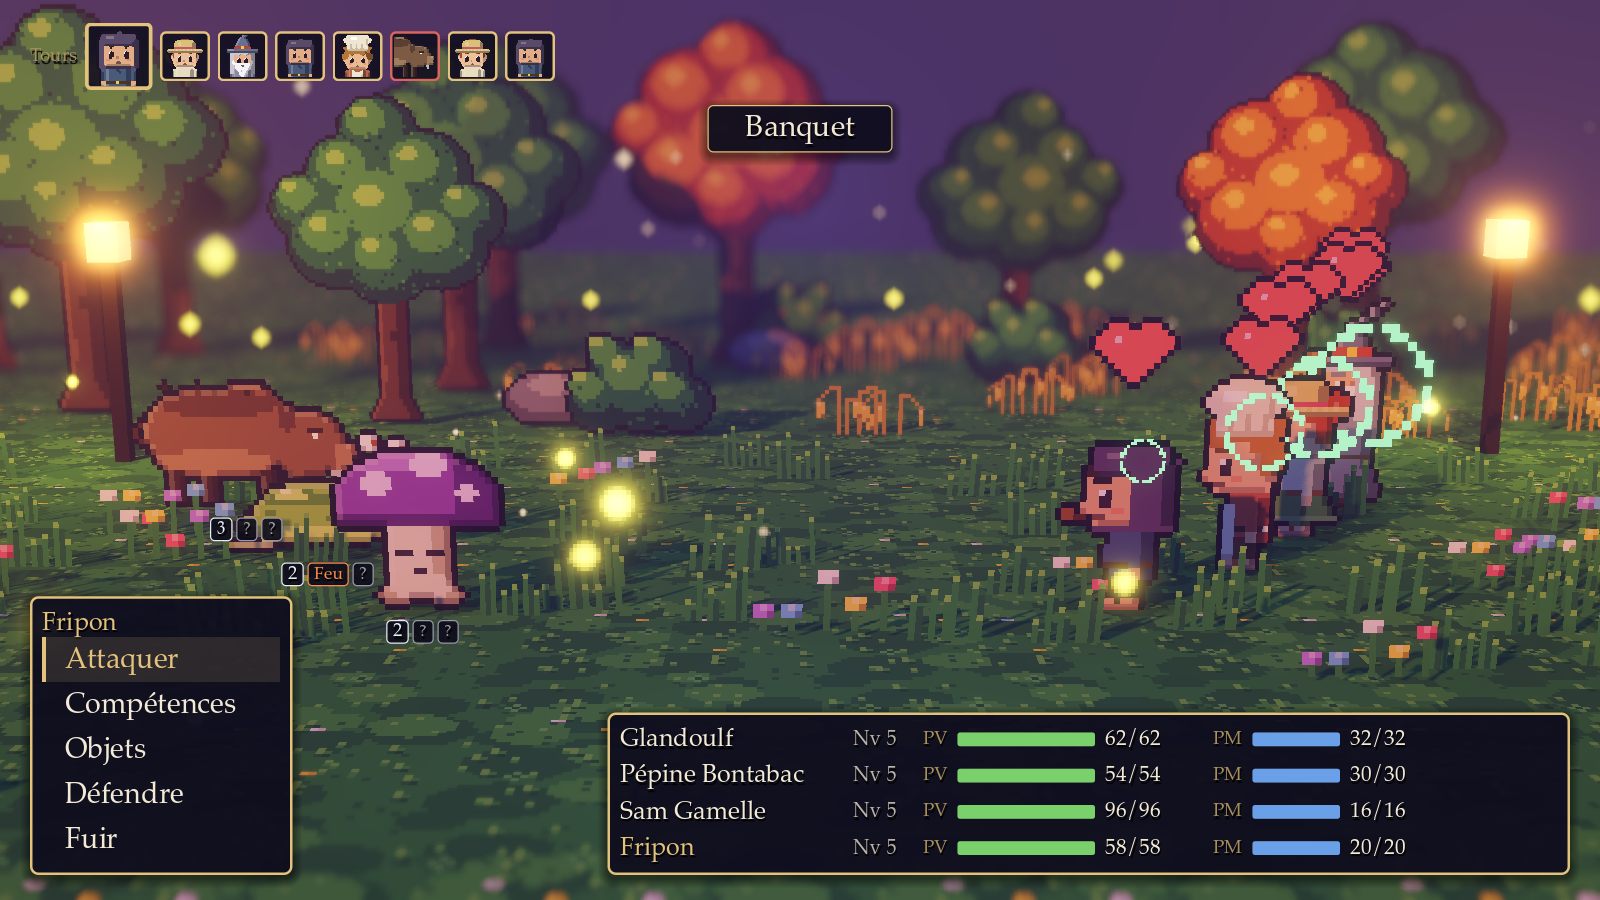 Tours
Banquet
3 ? ?
2 Feu ?
2 ? ?
Fripon
Attaquer
Compétences
Objets
Défendre
Fuir
Glandoulf Nv 5 PV 62/62 PM 32/32
Pépine Bontabac Nv 5 PV 54/54 PM 30/30
Sam Gamelle Nv 5 PV 96/96 PM 16/16
Fripon Nv 5 PV 58/58 PM 20/20